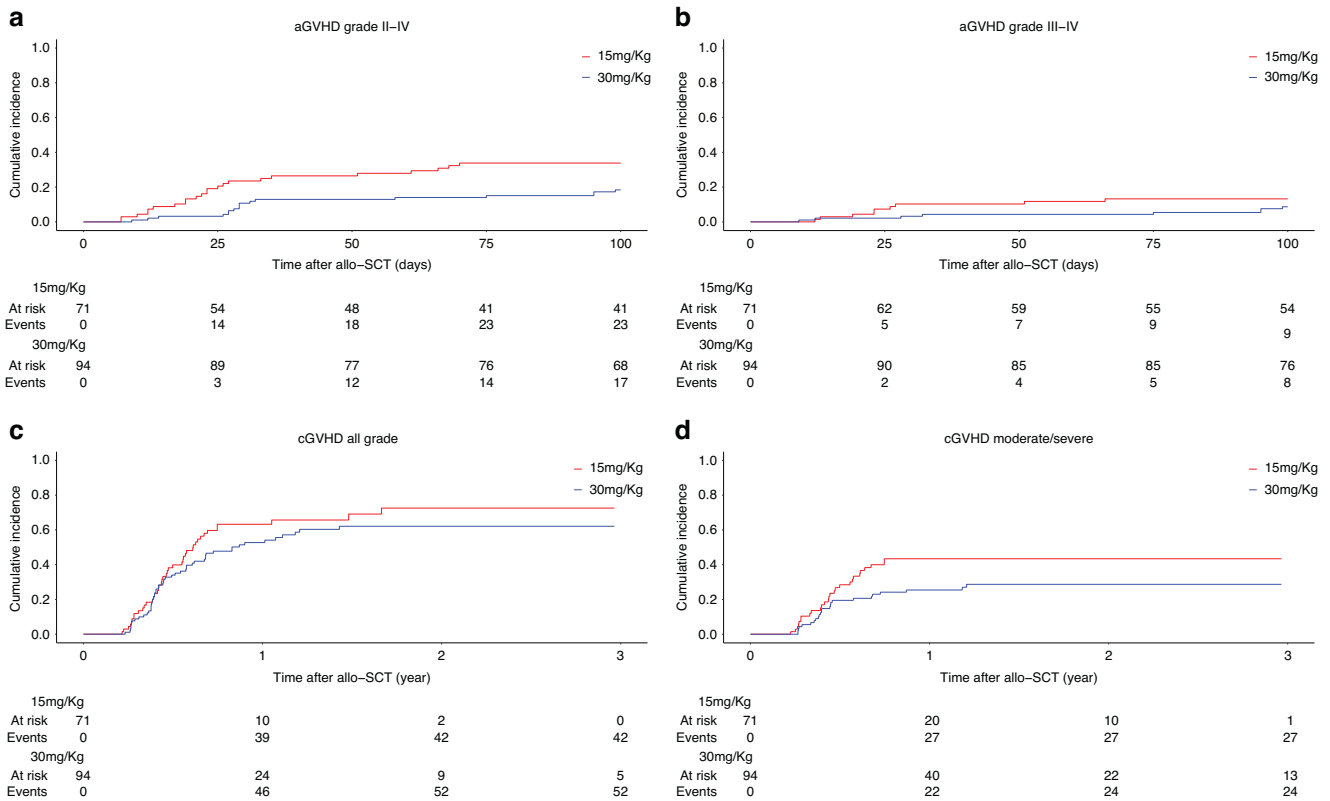 a
aGVHD grade II–IV
1.0
0.8
0.6
0.4
0.2
0.0
Cumulative incidence
15mg/Kg
30mg/Kg
0 25 50 75 100
Time after allo–SCT (days)
15mg/Kg
At risk 71 54 48 41 41
Events 0 14 18 23 23
30mg/Kg
At risk 94 89 77 76 68
Events 0 3 12 14 17
b
aGVHD grade III–IV
1.0
0.8
0.6
0.4
0.2
0.0
Cumulative incidence
15mg/Kg
30mg/Kg
0 25 50 75 100
Time after allo–SCT (days)
15mg/Kg
At risk 71 62 59 55 54
Events 0 5 7 9 9
30mg/Kg
At risk 94 90 85 85 76
Events 0 2 4 5 8
c
cGVHD all grade
1.0
0.8
0.6
0.4
0.2
0.0
Cumulative incidence
15mg/Kg
30mg/Kg
0 1 2 3
Time after allo–SCT (year)
15mg/Kg
At risk 71 10 2 0
Events 0 39 42 42
30mg/Kg
At risk 94 24 9 5
Events 0 46 52 52
d
cGVHD moderate/severe
1.0
0.8
0.6
0.4
0.2
0.0
Cumulative incidence
15mg/Kg
30mg/Kg
0 1 2 3
Time after allo–SCT (year)
15mg/Kg
At risk 71 20 10 1
Events 0 27 27 27
30mg/Kg
At risk 94 40 22 13
Events 0 22 24 24